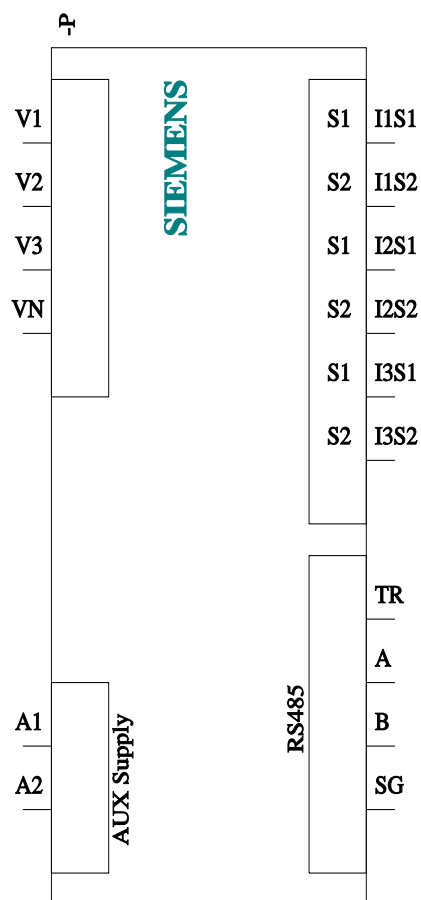 -P
SIEMENS
V1
V2
V3
VN
S1 I1S1
S2 I1S2
S1 I2S1
S2 I2S2
S1 I3S1
S2 I3S2
TR
A
B
SG
RS485
A1
A2
AUX Supply